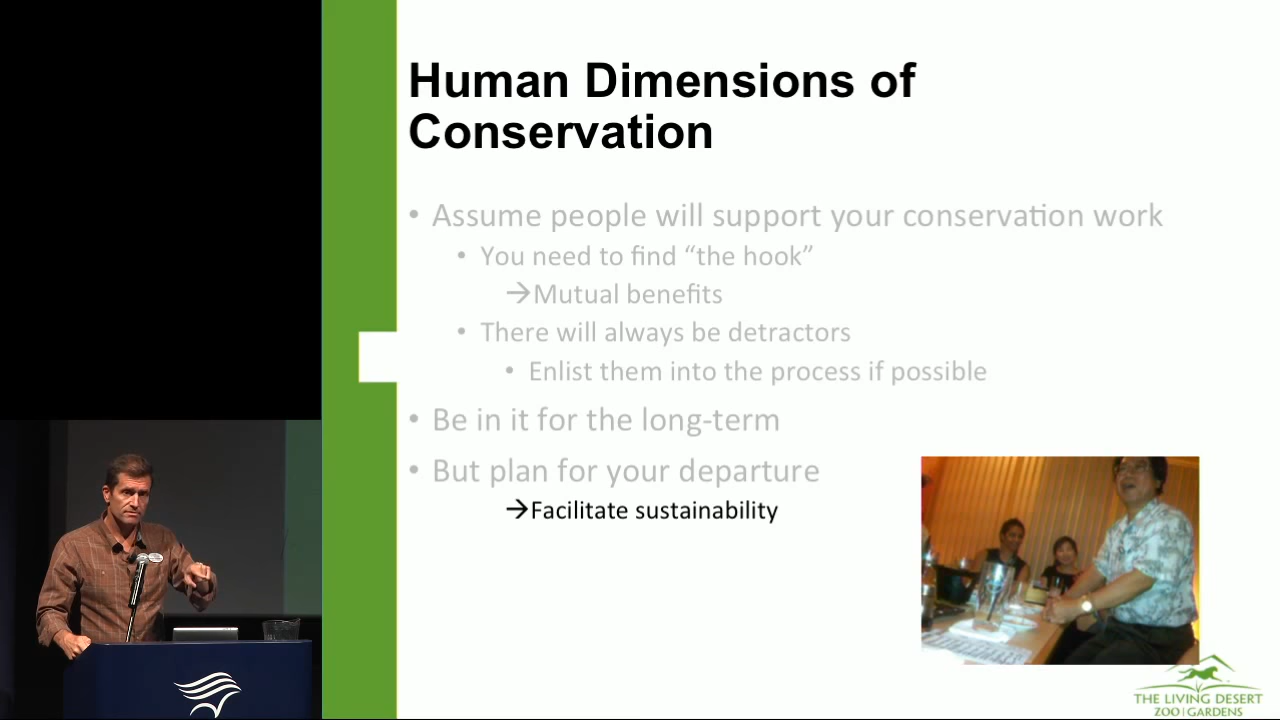 Human Dimensions of
Conservation
• Assume people will support your conservation work
• You need to find “the hook”
→Mutual benefits
• There will always be detractors
• Enlist them into the process if possible
• Be in it for the long-term
• But plan for your departure
→Facilitate sustainability
THE LIVING DESERT
ZOO | GARDENS